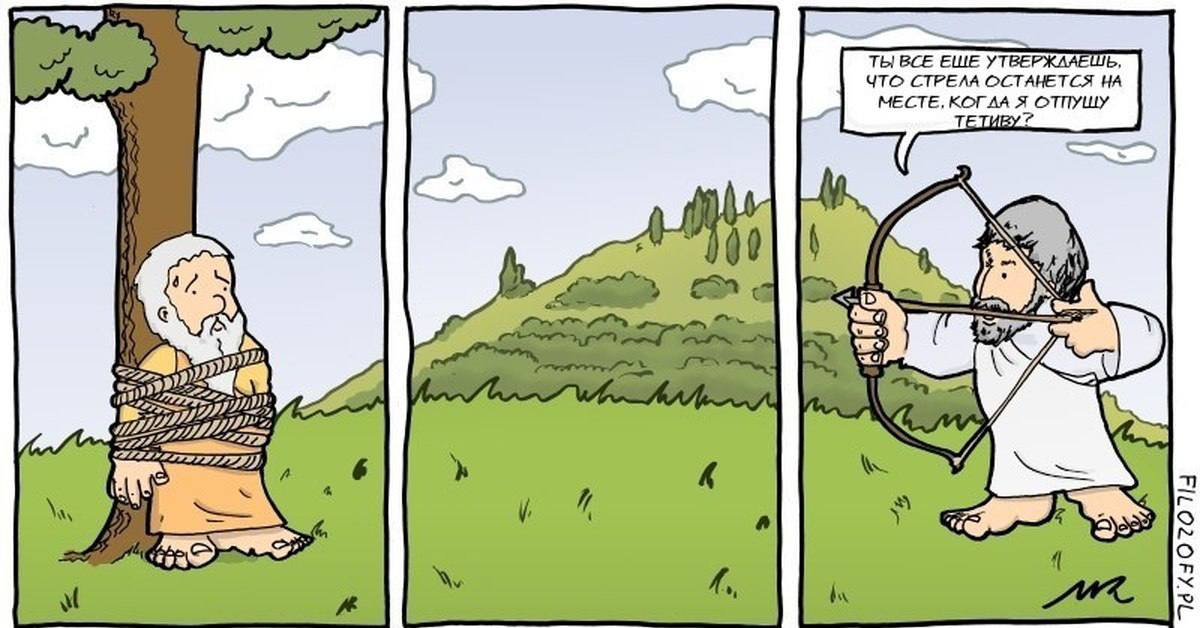 ТЫ ВСЕ ЕЩЕ УТВЕРЖДАЕШЬ,
ЧТО СТРЕЛА ОСТАНЕТСЯ НА
МЕСТЕ, КОГДА Я ОТПУЩУ
ТЕТИВУ?
FILOZOFY.PL